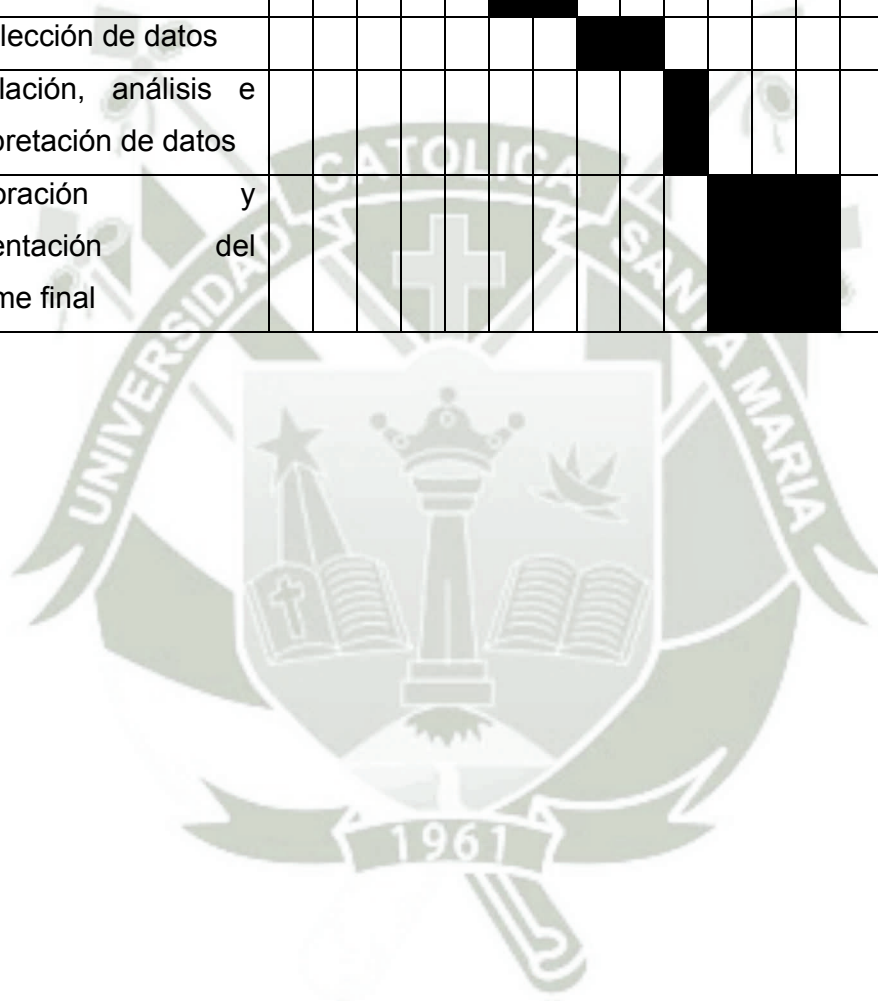 lección de datos
lación, análisis e
pretación de datos
oración y
entación del
me final
UNIVERSIDAD CATOLICA SANTA MARIA
1961